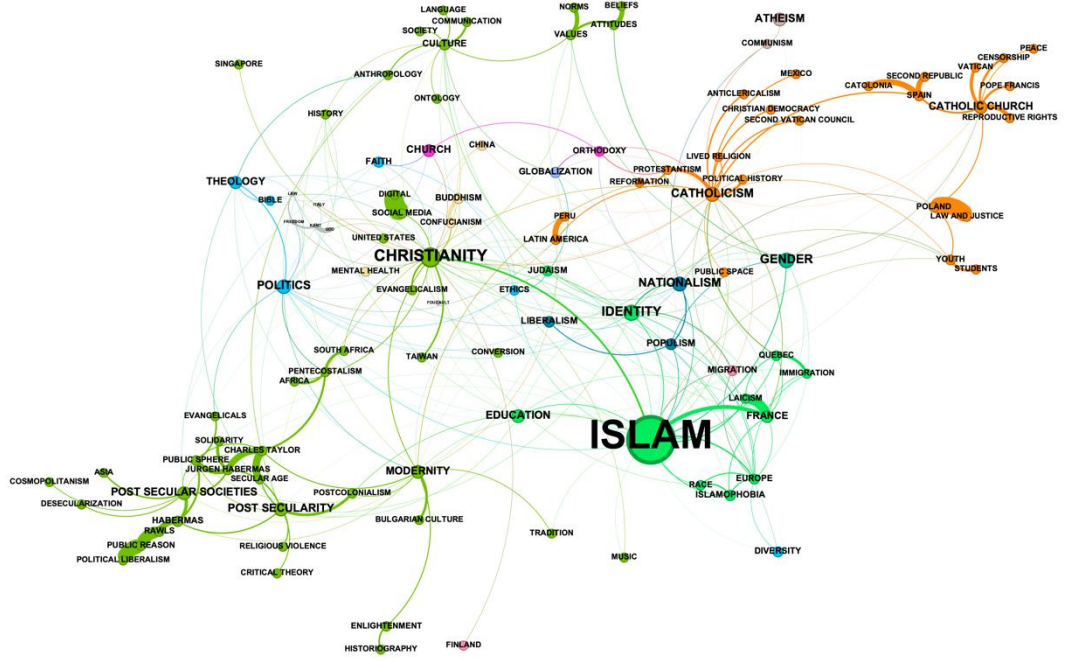 LANGUAGE
NORMS
BELIEFS
COMMUNICATION
ATHEISM
SOCIETY
VALUES
ATTITUDES
CULTURE
COMMUNISM
PEACE
CENSORSHIP
SINGAPORE
VATICAN
ANTHROPOLOGY
MEXICO
SECOND REPUBLIC
CATOLONIA
POPE FRANCIS
ONTOLOGY
ANTICLERICALISM
SPAIN
CATHOLIC CHURCH
HISTORY
CHRISTIAN DEMOCRACY
REPRODUCTIVE RIGHTS
SECOND VATICAN COUNCIL
CHURCH
CHINA
ORTHODOXY
FAITH
LIVED RELIGION
GLOBALIZATION
PROTESTANTISM
THEOLOGY
REFORMATION
POLITICAL HISTORY
CATHOLICISM
DIGITAL
LAW
BIBLE
BUDDHISM
ITALY
POLAND
SOCIAL MEDIA
PERU
LAW AND JUSTICE
FREEDOM
KANT
GOD
CONFUCIANISM
UNITED STATES
LATIN AMERICA
CHRISTIANITY
GENDER
YOUTH
MENTAL HEALTH
JUDAISM
PUBLIC SPACE
STUDENTS
POLITICS
EVANGELICALISM
ETHICS
NATIONALISM
FOUCAULT
IDENTITY
LIBERALISM
POPULISM
SOUTH AFRICA
TAIWAN
CONVERSION
QUEBEC
PENTECOSTALISM
MIGRATION
IMMIGRATION
AFRICA
LAICISM
EVANGELICALS
EDUCATION
FRANCE
ISLAM
SOLIDARITY
CHARLES TAYLOR
PUBLIC SPHERE
JURGEN HABERMAS
ASIA
MODERNITY
SECULAR AGE
EUROPE
COSMOPOLITANISM
RACE
POST SECULAR SOCIETIES
POSTCOLONIALISM
ISLAMOPHOBIA
DESECULARIZATION
POST SECULARITY
HABERMAS
BULGARIAN CULTURE
RAWLS
TRADITION
PUBLIC REASON
RELIGIOUS VIOLENCE
DIVERSITY
POLITICAL LIBERALISM
MUSIC
CRITICAL THEORY
ENLIGHTENMENT
FINLAND
HISTORIOGRAPHY